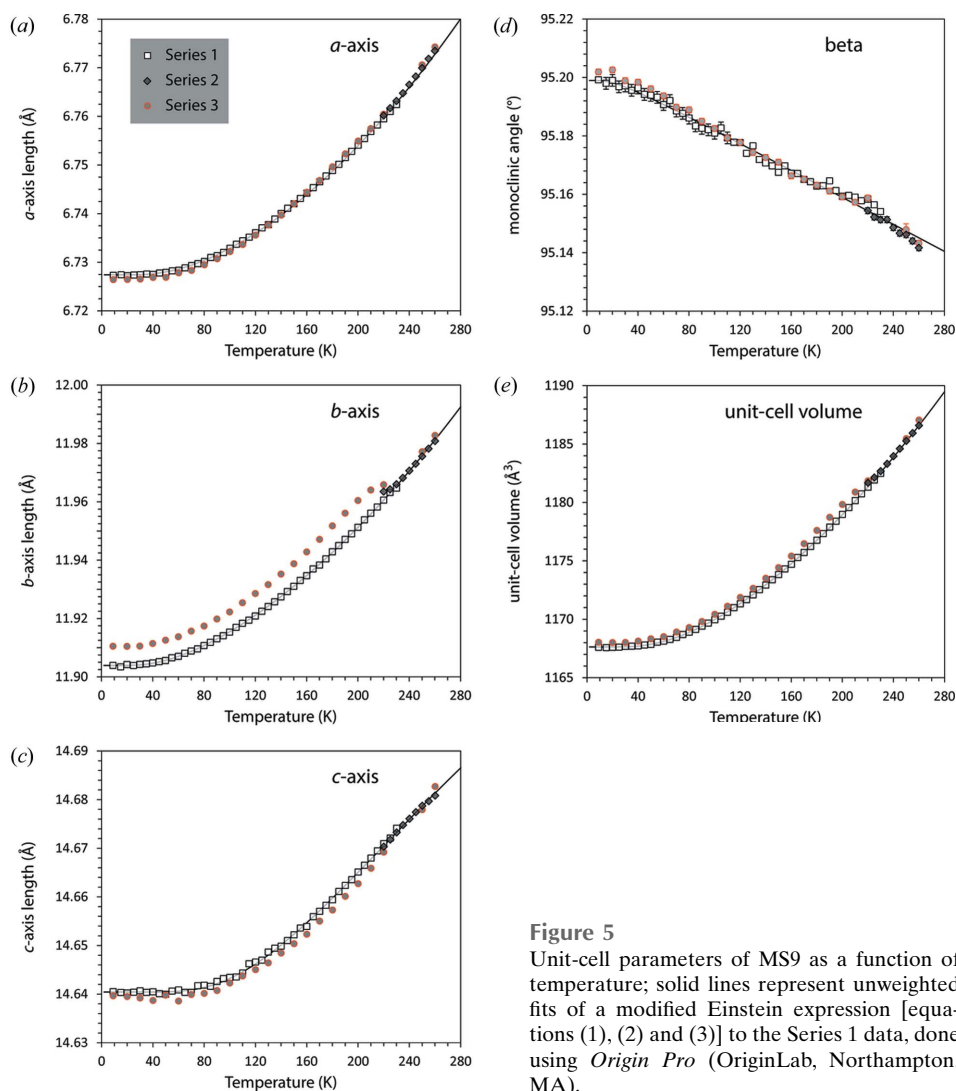 (a)
6.78
6.77
6.76
6.75
6.74
6.73
6.72
a-axis length (Å)
Series 1
Series 2
Series 3
a-axis
0 40 80 120 160 200 240 280
Temperature (K)
(b)
12.00
11.98
11.96
11.94
11.92
11.90
b-axis length (Å)
b-axis
0 40 80 120 160 200 240 280
Temperature (K)
(c)
14.69
14.68
14.67
14.66
14.65
14.64
14.63
c-axis length (Å)
c-axis
0 40 80 120 160 200 240 280
Temperature (K)
(d)
95.22
95.20
95.18
95.16
95.14
95.12
monoclinic angle (°)
beta
0 40 80 120 160 200 240 280
Temperature (K)
(e)
1190
1185
1180
1175
1170
1165
unit-cell volume (Å³)
unit-cell volume
0 40 80 120 160 200 240 280
Temperature (K)
Figure 5
Unit-cell parameters of MS9 as a function of
temperature; solid lines represent unweighted
fits of a modified Einstein expression [equa-
tions (1), (2) and (3)] to the Series 1 data, done
using Origin Pro (OriginLab, Northampton,
MA).